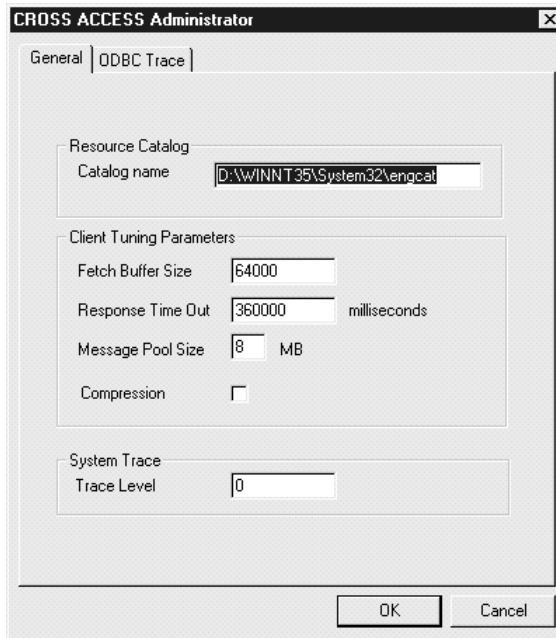 CROSS ACCESS Administrator
General ODBC Trace
Resource Catalog
Catalog name D:\WINNT35\System32\engcat
Client Tuning Parameters
Fetch Buffer Size 64000
Response Time Out 360000 milliseconds
Message Pool Size 8 MB
Compression
System Trace
Trace Level 0
OK Cancel